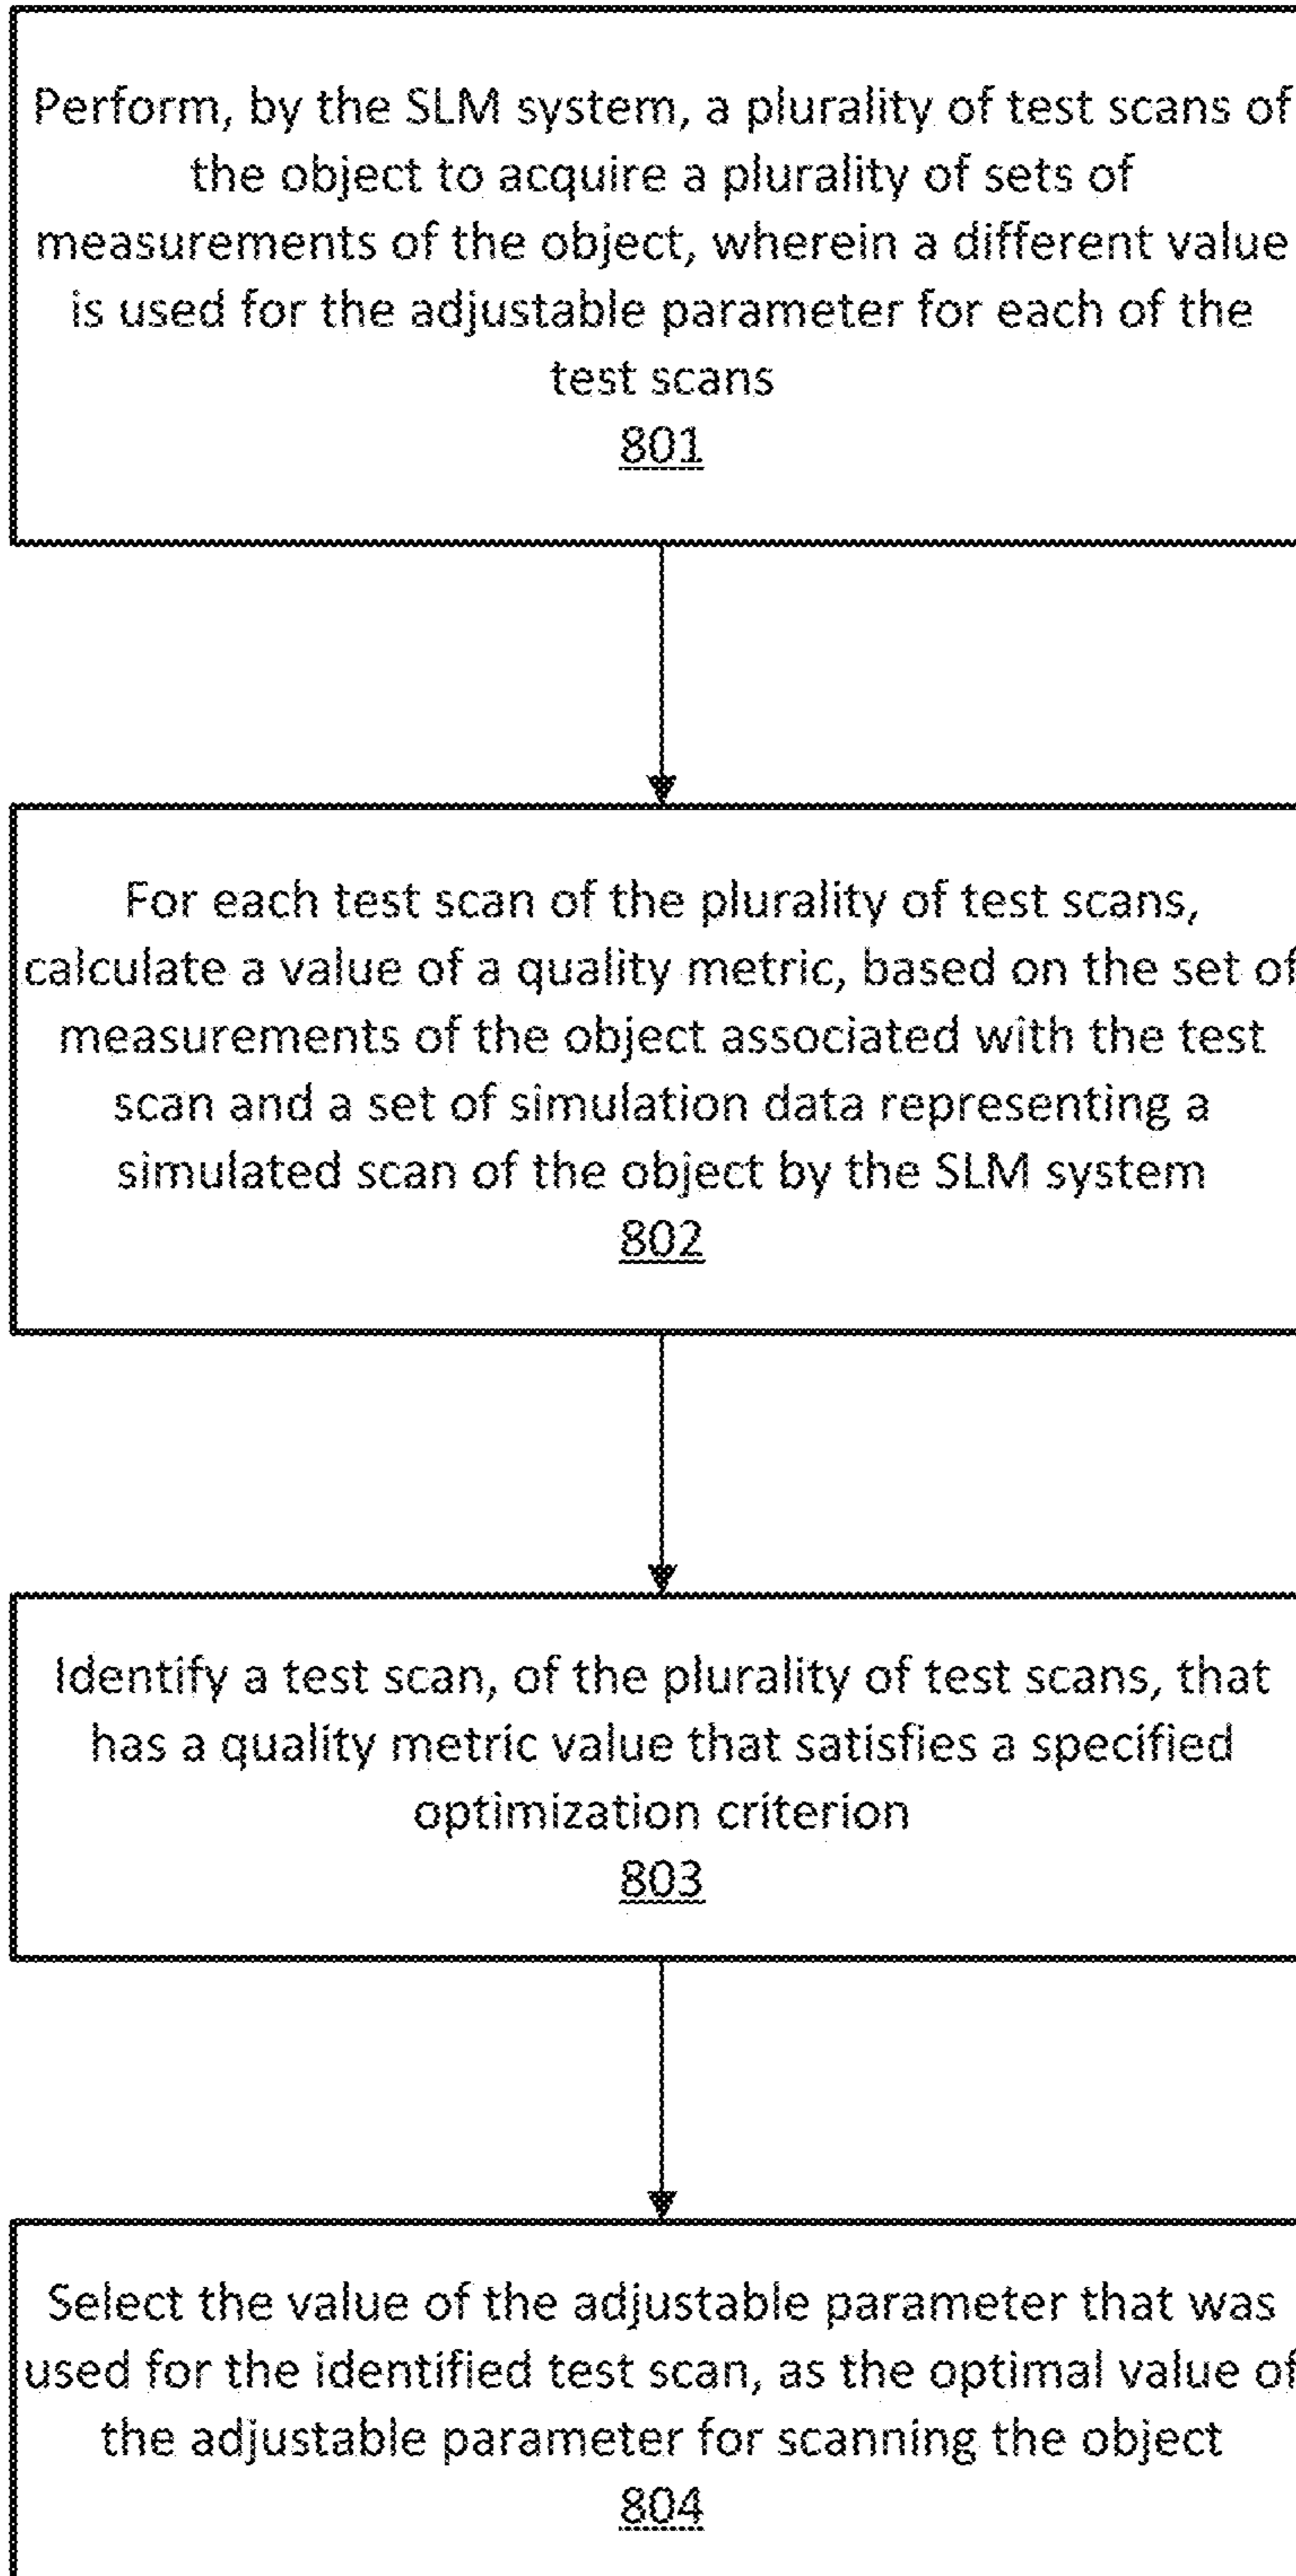 Perform, by the SLM system, a plurality of test scans of
the object to acquire a plurality of sets of
measurements of the object, wherein a different value
is used for the adjustable parameter for each of the
test scans
801
For each test scan of the plurality of test scans,
calculate a value of a quality metric, based on the set of
measurements of the object associated with the test
scan and a set of simulation data representing a
simulated scan of the object by the SLM system
802
Identify a test scan, of the plurality of test scans, that
has a quality metric value that satisfies a specified
optimization criterion
803
Select the value of the adjustable parameter that was
used for the identified test scan, as the optimal value of
the adjustable parameter for scanning the object
804